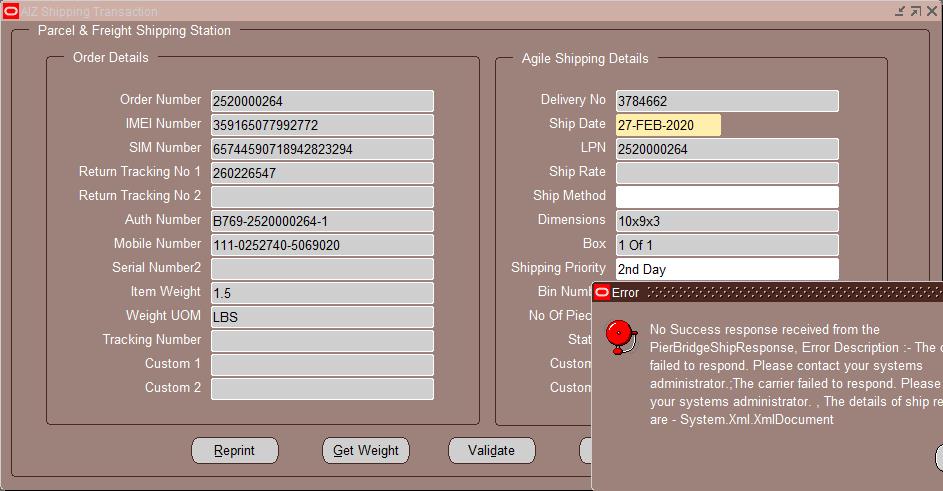 AIZ Shipping Transaction
Parcel & Freight Shipping Station
Order Details
Order Number 2520000264
IMEI Number 359165077992772
SIM Number 65744590718942823294
Return Tracking No 1 260226547
Return Tracking No 2
Auth Number B769-2520000264-1
Mobile Number 111-0252740-5069020
Serial Number2
Item Weight 1.5
Weight UOM LBS
Tracking Number
Custom 1
Custom 2
Agile Shipping Details
Delivery No 3784662
Ship Date 27-FEB-2020
LPN 2520000264
Ship Rate
Ship Method
Dimensions 10x9x3
Box 1 Of 1
Shipping Priority 2nd Day
Bin Numb
No Of Piec
Stat
Custom
Custom
Error
No Success response received from the
PierBridgeShipResponse, Error Description :- The c
failed to respond. Please contact your systems
administrator.;The carrier failed to respond. Please
your systems administrator. , The details of ship re
are - System.Xml.XmlDocument
Reprint
Get Weight
Validate